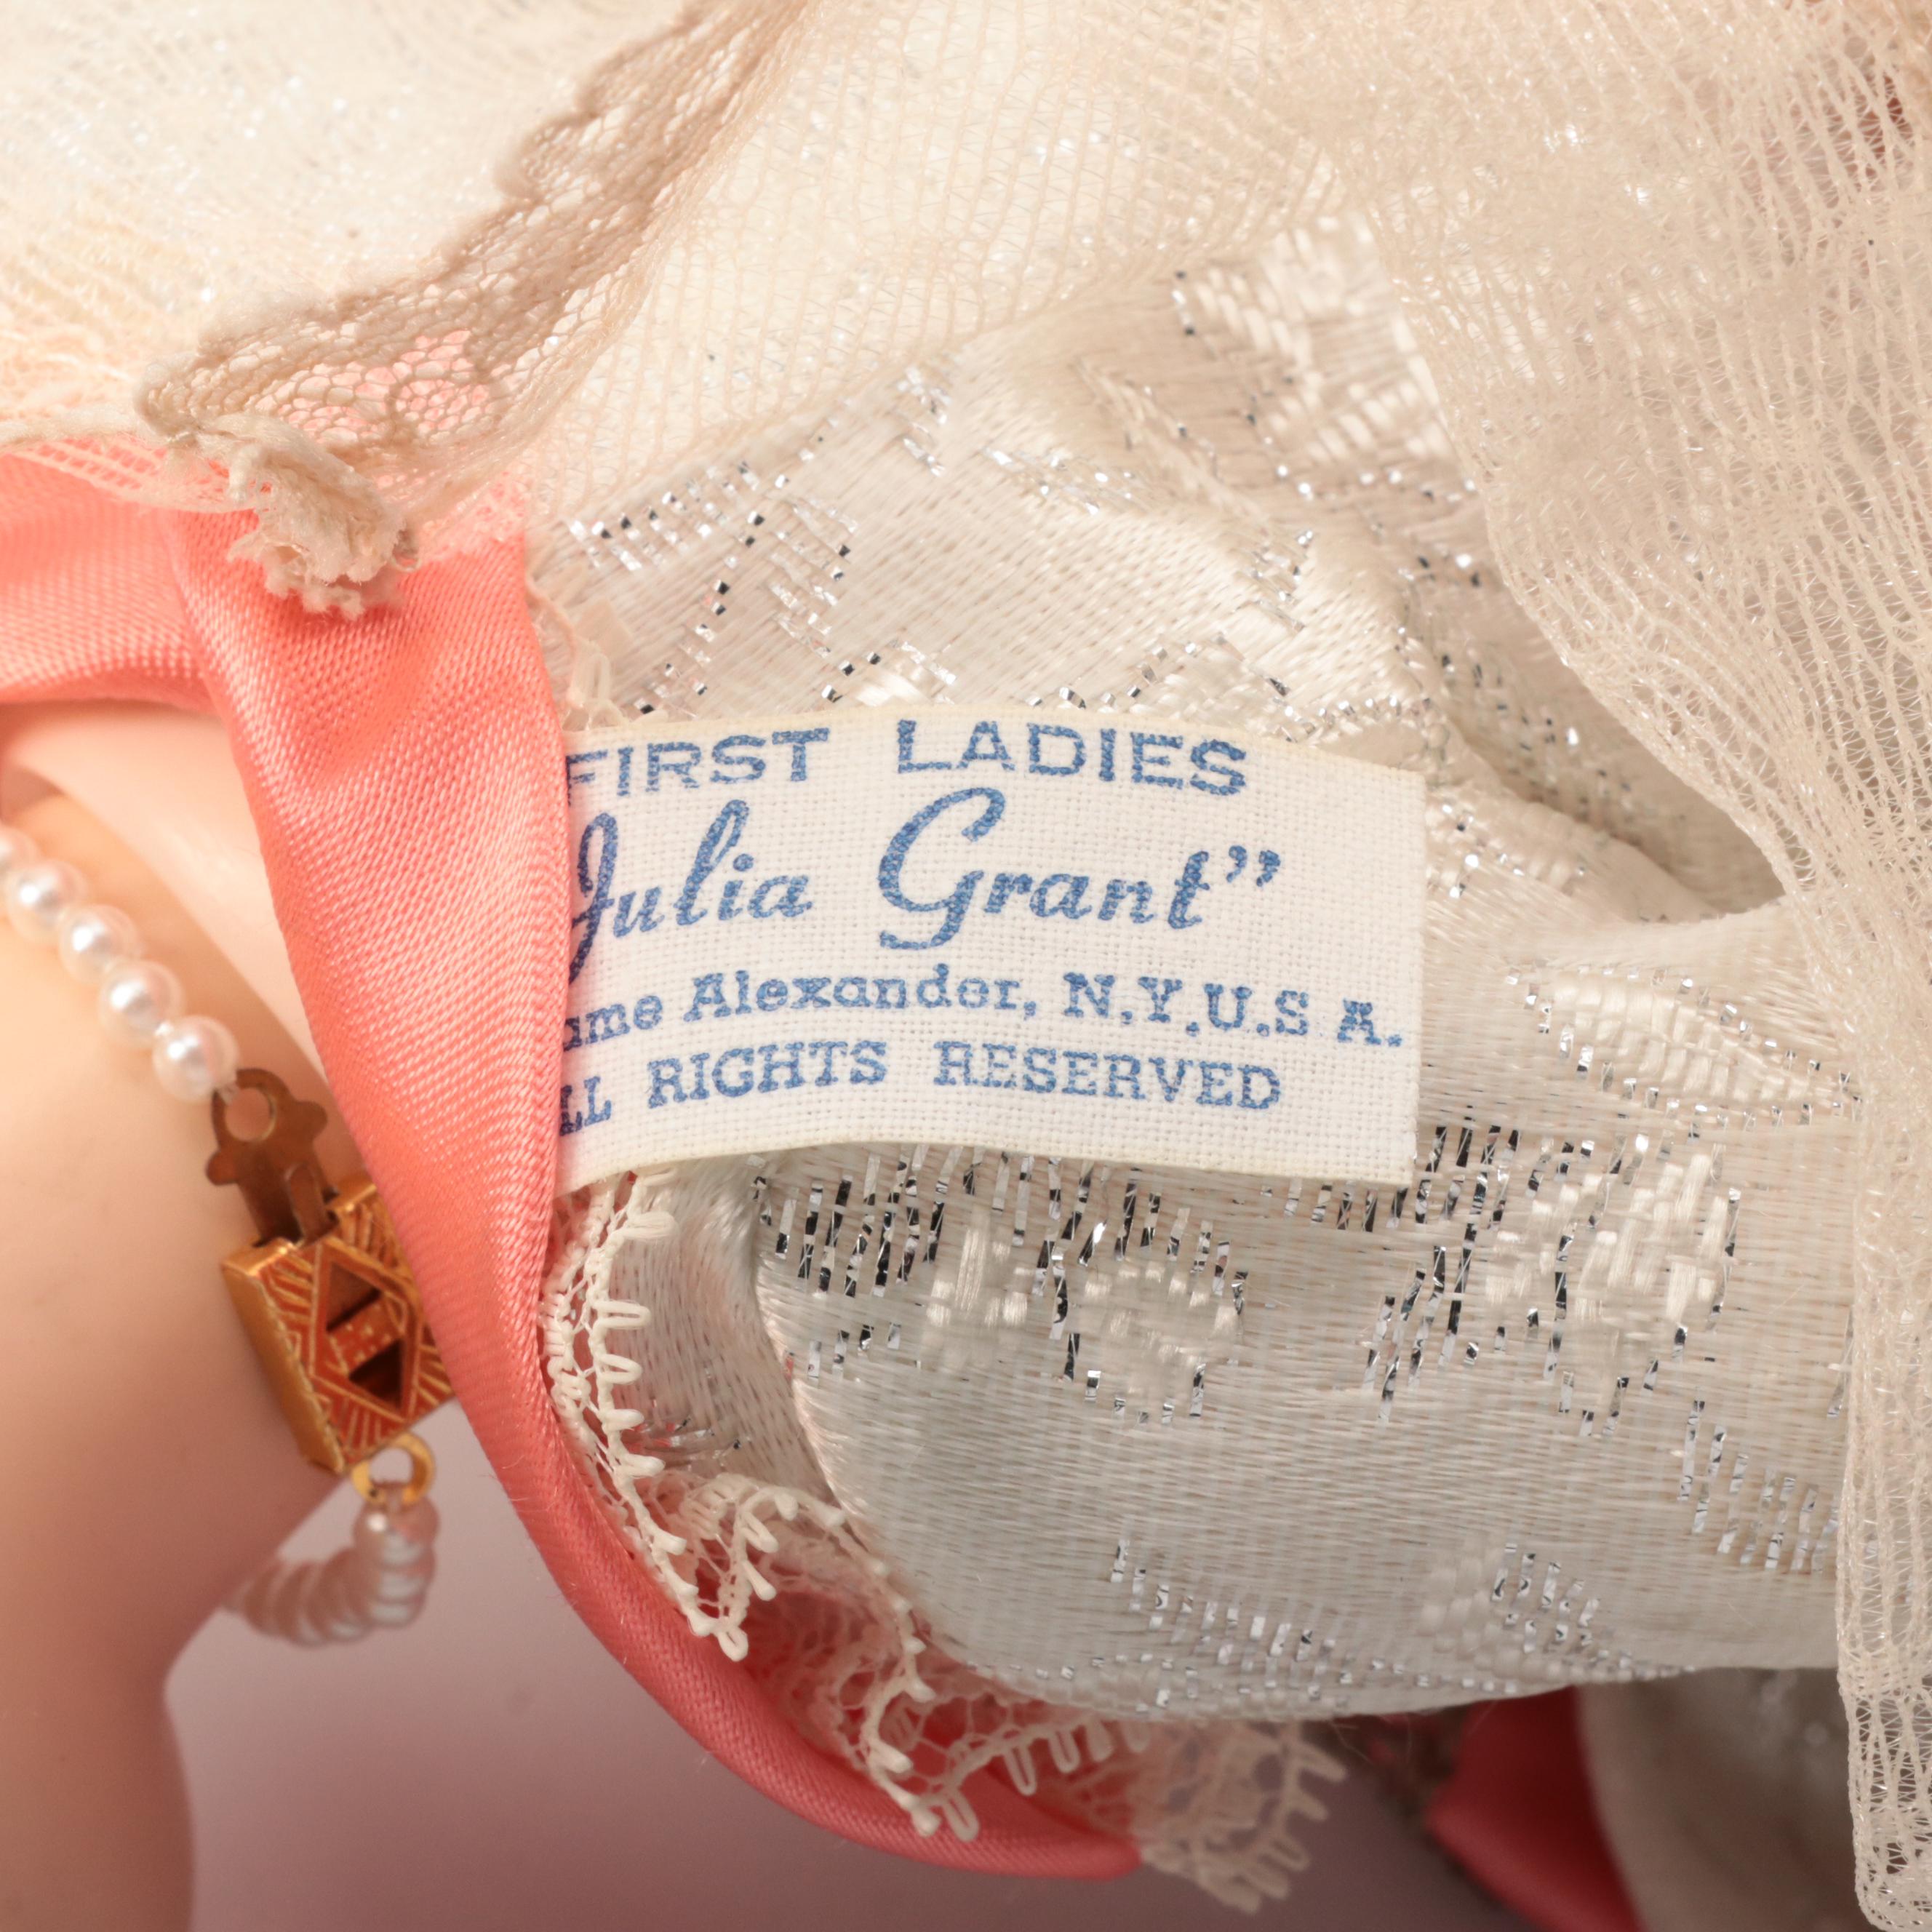 FIRST LADIES
Julia Grant”
ame Alexander, N.Y.U.S A.
LL RIGHTS RESERVED